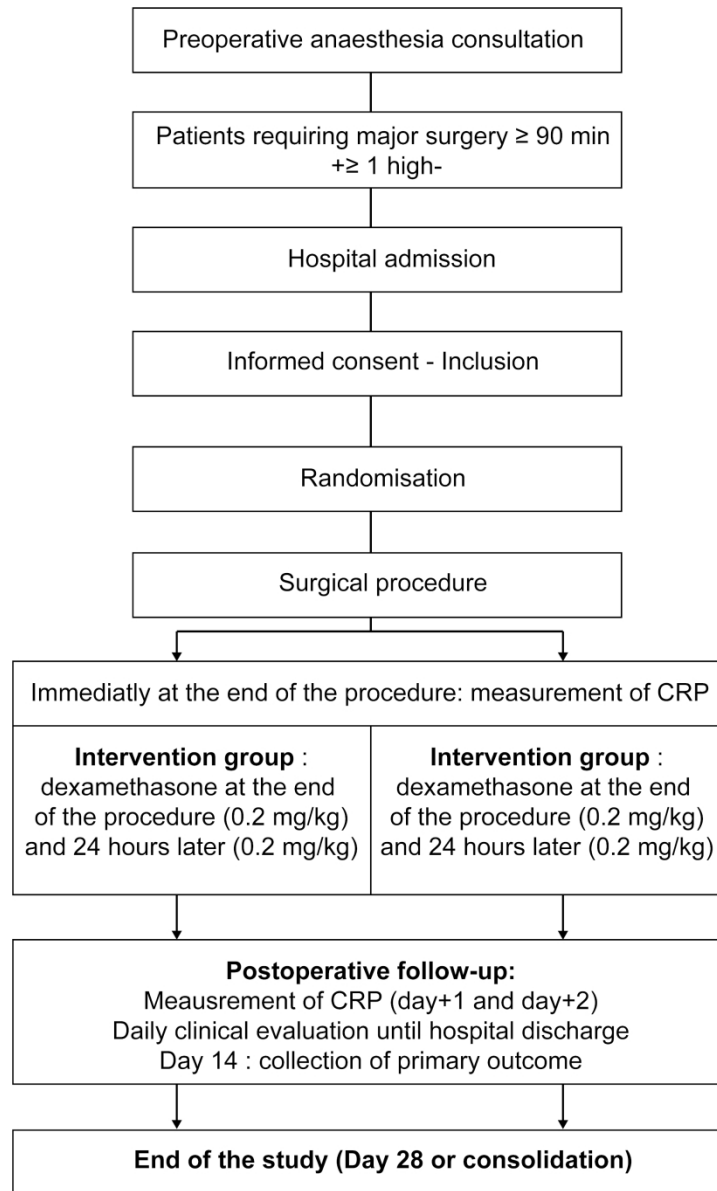 Preoperative anaesthesia consultation
Patients requiring major surgery ≥ 90 min
+≥ 1 high-
Hospital admission
Informed consent - Inclusion
Randomisation
Surgical procedure
Immediatly at the end of the procedure: measurement of CRP
Intervention group :
dexamethasone at the end
of the procedure (0.2 mg/kg)
and 24 hours later (0.2 mg/kg)
Intervention group :
dexamethasone at the end
of the procedure (0.2 mg/kg)
and 24 hours later (0.2 mg/kg)
Postoperative follow-up:
Meausrement of CRP (day+1 and day+2)
Daily clinical evaluation until hospital discharge
Day 14 : collection of primary outcome
End of the study (Day 28 or consolidation)